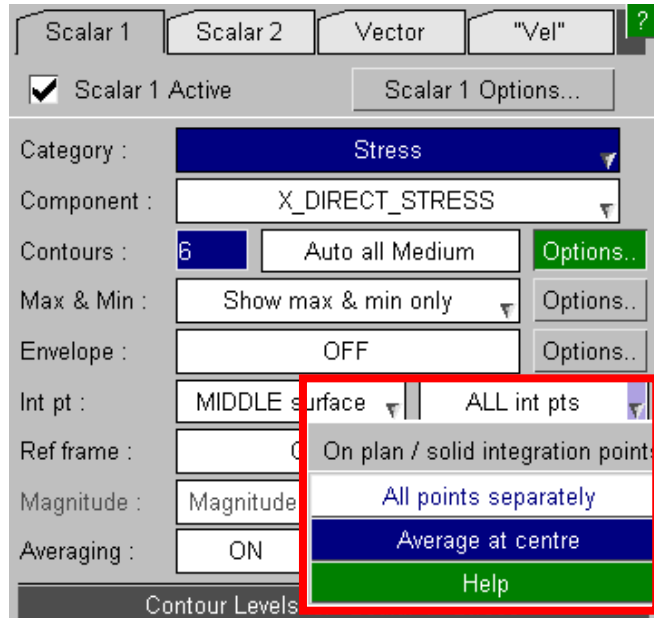 Scalar 1 Scalar 2 Vector "Vel" ?
Scalar 1 Active Scalar 1 Options...
Category : Stress
Component : X_DIRECT_STRESS
Contours : 6 Auto all Medium Options..
Max & Min : Show max & min only Options..
Envelope : OFF Options..
Int pt : MIDDLE surface ALL int pts
Ref frame : On plan / solid integration point
Magnitude : Magnitude All points separately
Averaging : ON Average at centre
Help
Contour Levels